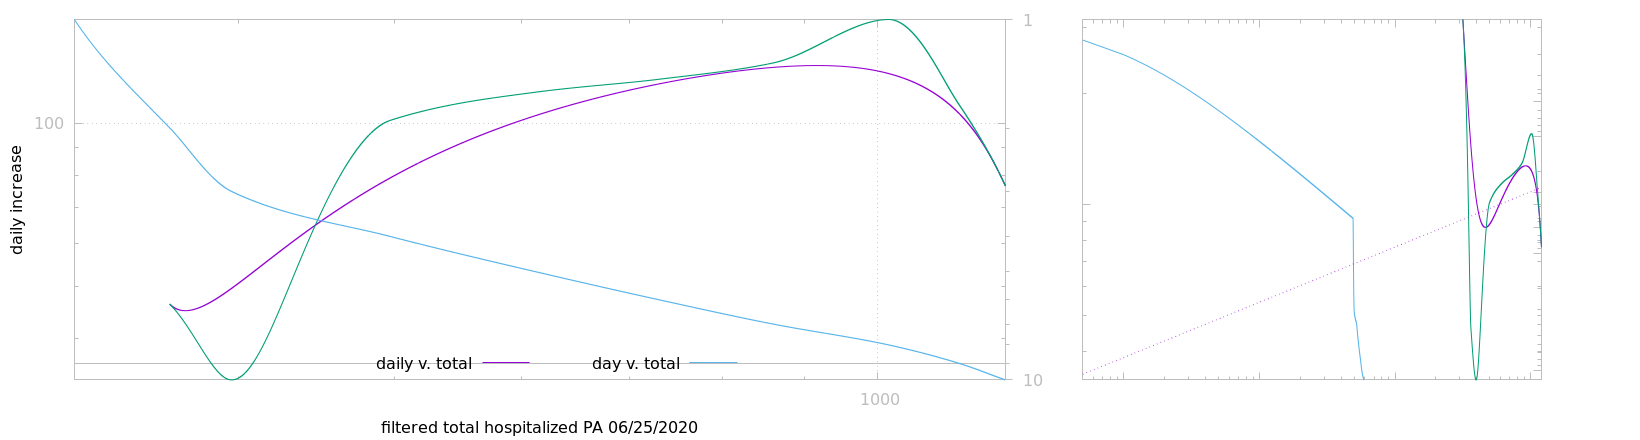 1
100
daily increase
daily v. total
day v. total
10
1000
filtered total hospitalized PA 06/25/2020